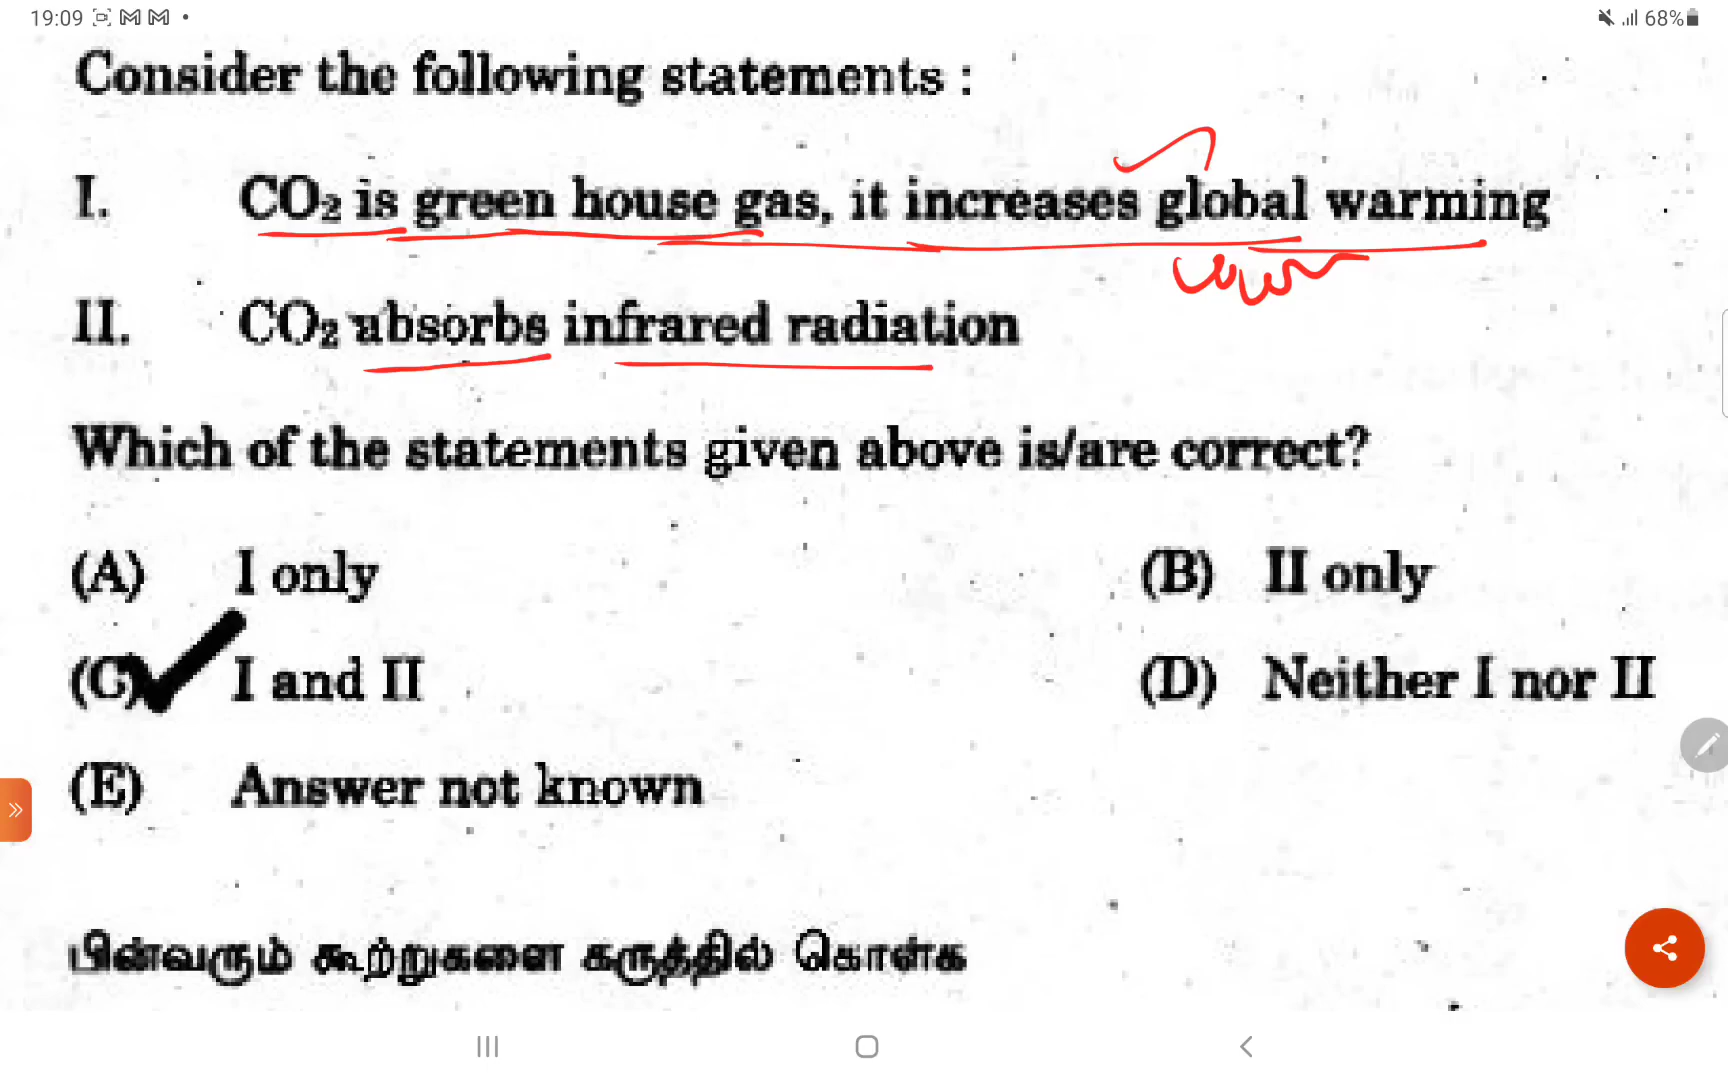 19:09
68%
Consider the following statements :
I. CO₂ is green house gas, it increases global warming
II. CO₂ absorbs infrared radiation
Which of the statements given above is/are correct?
(A) I only (B) II only
(C) I and II (D) Neither I nor II
(E) Answer not known
பின்வரும் கூற்றுகளை கருத்தில் கொள்க